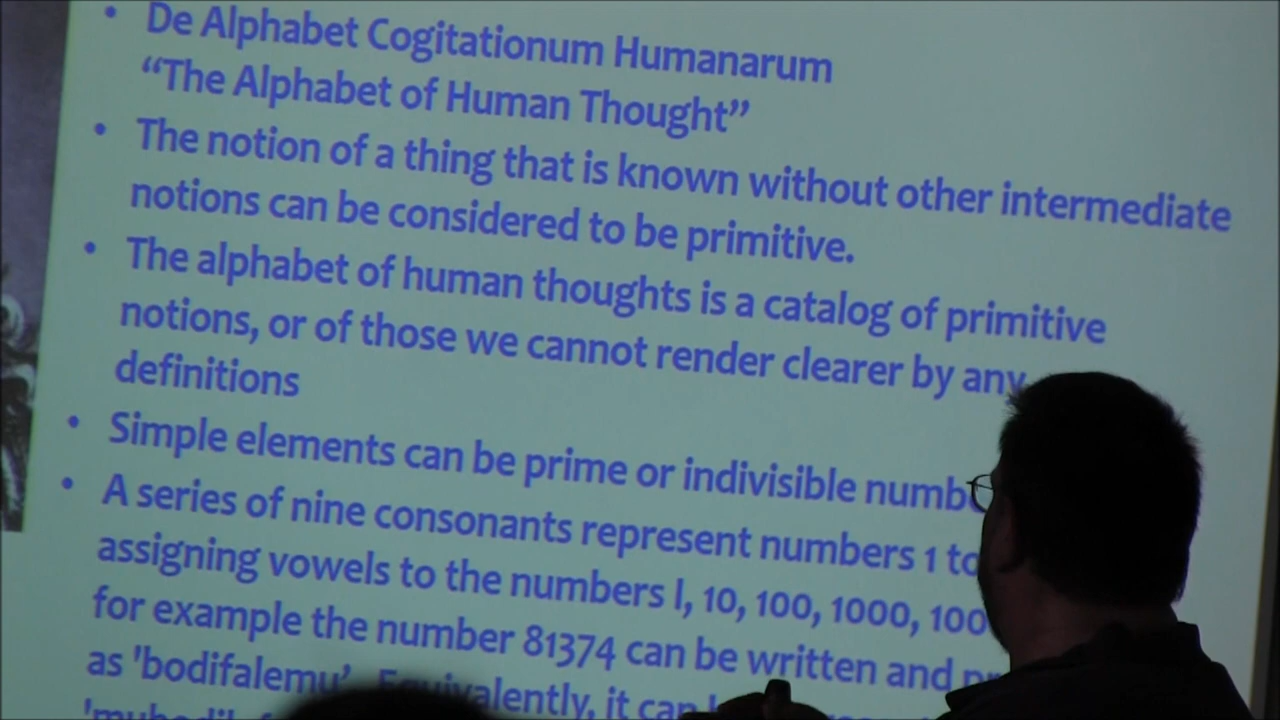 • De Alphabet Cogitationum Humanarum
“The Alphabet of Human Thought”
• The notion of a thing that is known without other intermediate
notions can be considered to be primitive.
• The alphabet of human thoughts is a catalog of primitive
notions, or of those we cannot render clearer by any
definitions
• Simple elements can be prime or indivisible
• A series of nine consonants represent numbers 1 to
assigning vowels to the numbers l, 10, 100, 1000,
for example the number 81374 can be written and
as 'bodifalemu’. Equivalently, it can